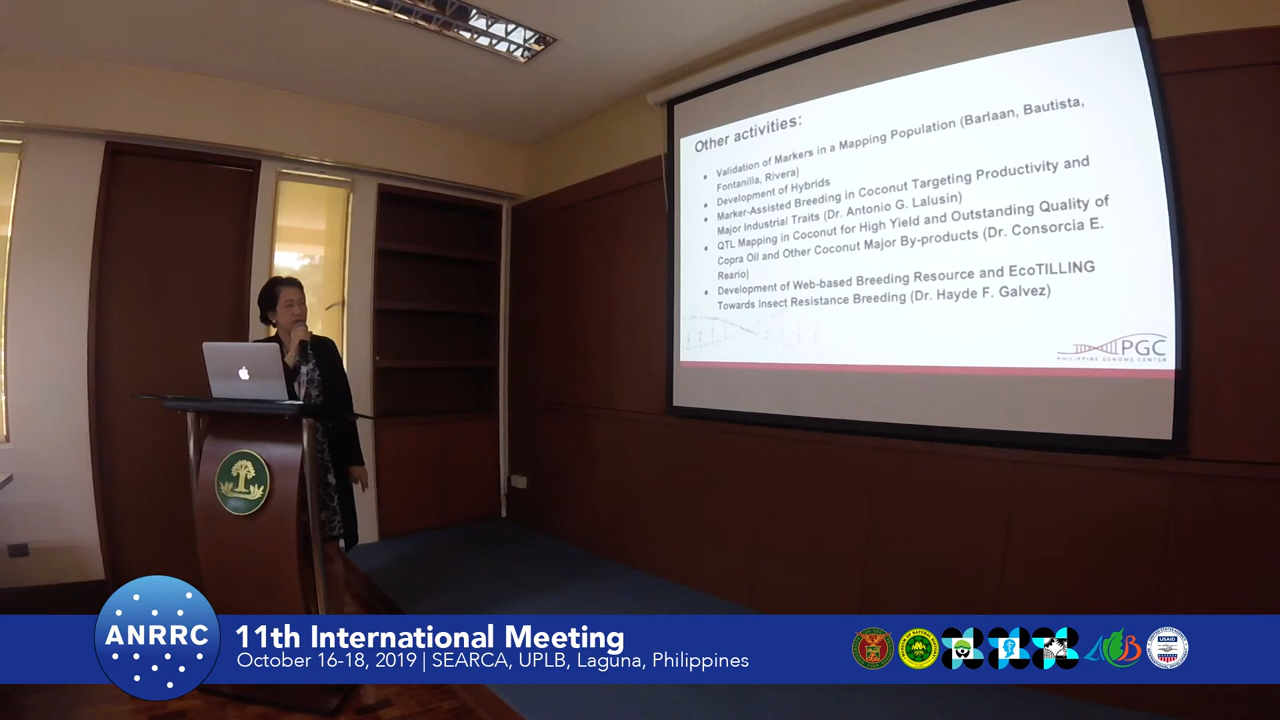 Other activities:
• Validation of Markers in a Mapping Population (Barlaan, Bautista,
Fontanilla, Rivera)
• Development of Hybrids
• Marker-Assisted Breeding in Coconut Targeting Productivity and
Major Industrial Traits (Dr. Antonio G. Lalusin)
• QTL Mapping in Coconut for High Yield and Outstanding Quality of
Copra Oil and Other Coconut Major By-products (Dr. Consorcia E.
Reario)
• Development of Web-based Breeding Resource and EcoTILLING
Towards Insect Resistance Breeding (Dr. Hayde F. Galvez)
PGC
PHILIPPINE GENOME CENTER
ANRRC
11th International Meeting
October 16-18, 2019 | SEARCA, UPLB, Laguna, Philippines
USAID